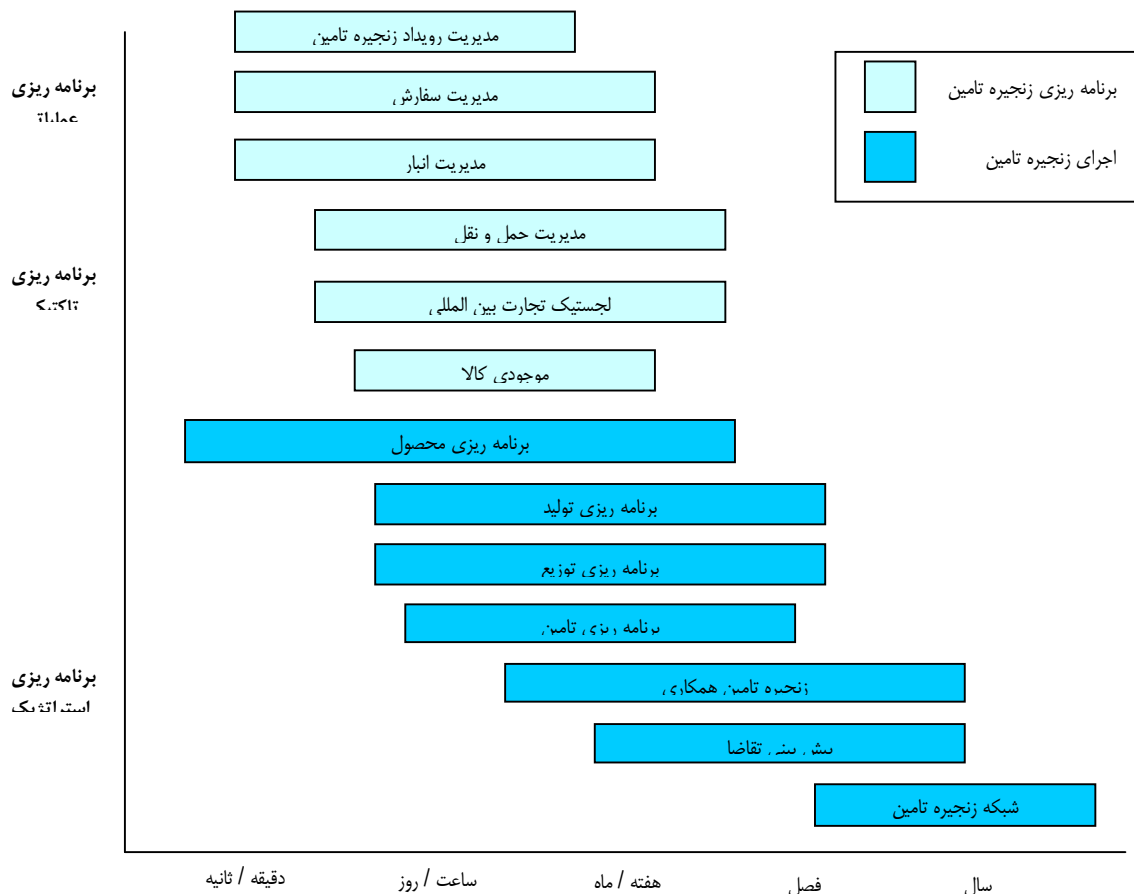 مدیریت رویداد زنجیره تامین
مدیریت سفارش
مدیریت انبار
مدیریت حمل و نقل
لجستیک تجارت بین المللی
موجودی کالا
برنامه ریزی محصول
برنامه ریزی تولید
برنامه ریزی توزیع
برنامه ریزی تامین
زنجیره تامین همکاری
پیش بینی تقاضا
شبکه زنجیره تامین
برنامه ریزی زنجیره تامین
اجرای زنجیره تامین
برنامه ریزی
عملیاتی
برنامه ریزی
تاکتیک
برنامه ریزی
استراتژیک
دقیقه / ثانیه
ساعت / روز
هفته / ماه
فصل
سال